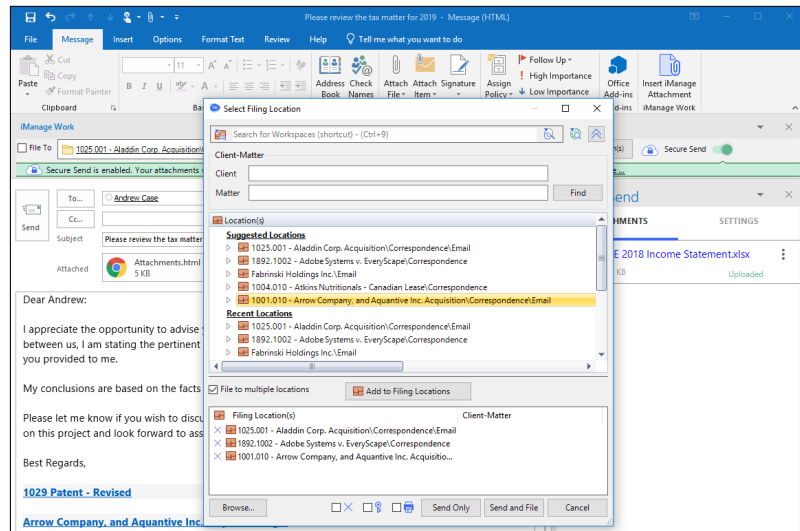 Please review the tax matter for 2019 - Message (HTML)
File Message Insert Options Format Text Review Help Tell me what you want to do
Cut
Copy
Format Painter
Paste
Clipboard
11
B I U
Address Book
Check Names
Attach File
Attach Item
Signature
Assign Policy
Follow Up
High Importance
Low Importance
Office Add-ins
Insert iManage Attachment
iManage Work
iManage Work
File To 1025.001 - Aladdin Corp. Acquisition\
Secure Send
Secure Send is enabled. Your attachments
Send
To... Andrew Case
Cc...
Subject Please review the tax matter
Attached Attachments.html
5 KB
Dear Andrew:
I appreciate the opportunity to advise
between us, I am stating the pertinent
you provided to me.
My conclusions are based on the facts
Please let me know if you wish to discu
on this project and look forward to ass
Best Regards,
1029 Patent - Revised
Arrow Company, and Aquantive Inc.
Select Filing Location
Search for Workspaces (shortcut) - (Ctrl+9)
Client-Matter
Client
Matter
Find
Location(s)
Suggested Locations
1025.001 - Aladdin Corp. Acquisition\Correspondence\Email
1892.1002 - Adobe Systems v. EveryScape\Correspondence
Fabrinski Holdings Inc.\Email
1004.010 - Atkins Nutritionals - Canadian Lease\Correspondence
1001.010 - Arrow Company, and Aquantive Inc. Acquisition\Correspondence\Email
Recent Locations
1025.001 - Aladdin Corp. Acquisition\Correspondence\Email
1892.1002 - Adobe Systems v. EveryScape\Correspondence
Fabrinski Holdings Inc.\Email
File to multiple locations
Add to Filing Locations
Filing Location(s) Client-Matter
1025.001 - Aladdin Corp. Acquisition\Correspondence\Email
1892.1002 - Adobe Systems v. EveryScape\Correspondence
1001.010 - Arrow Company, and Aquantive Inc. Acquisitio...
Browse... Send Only Send and File Cancel
SETTINGS
E 2018 Income Statement.xlsx
KB Uploaded